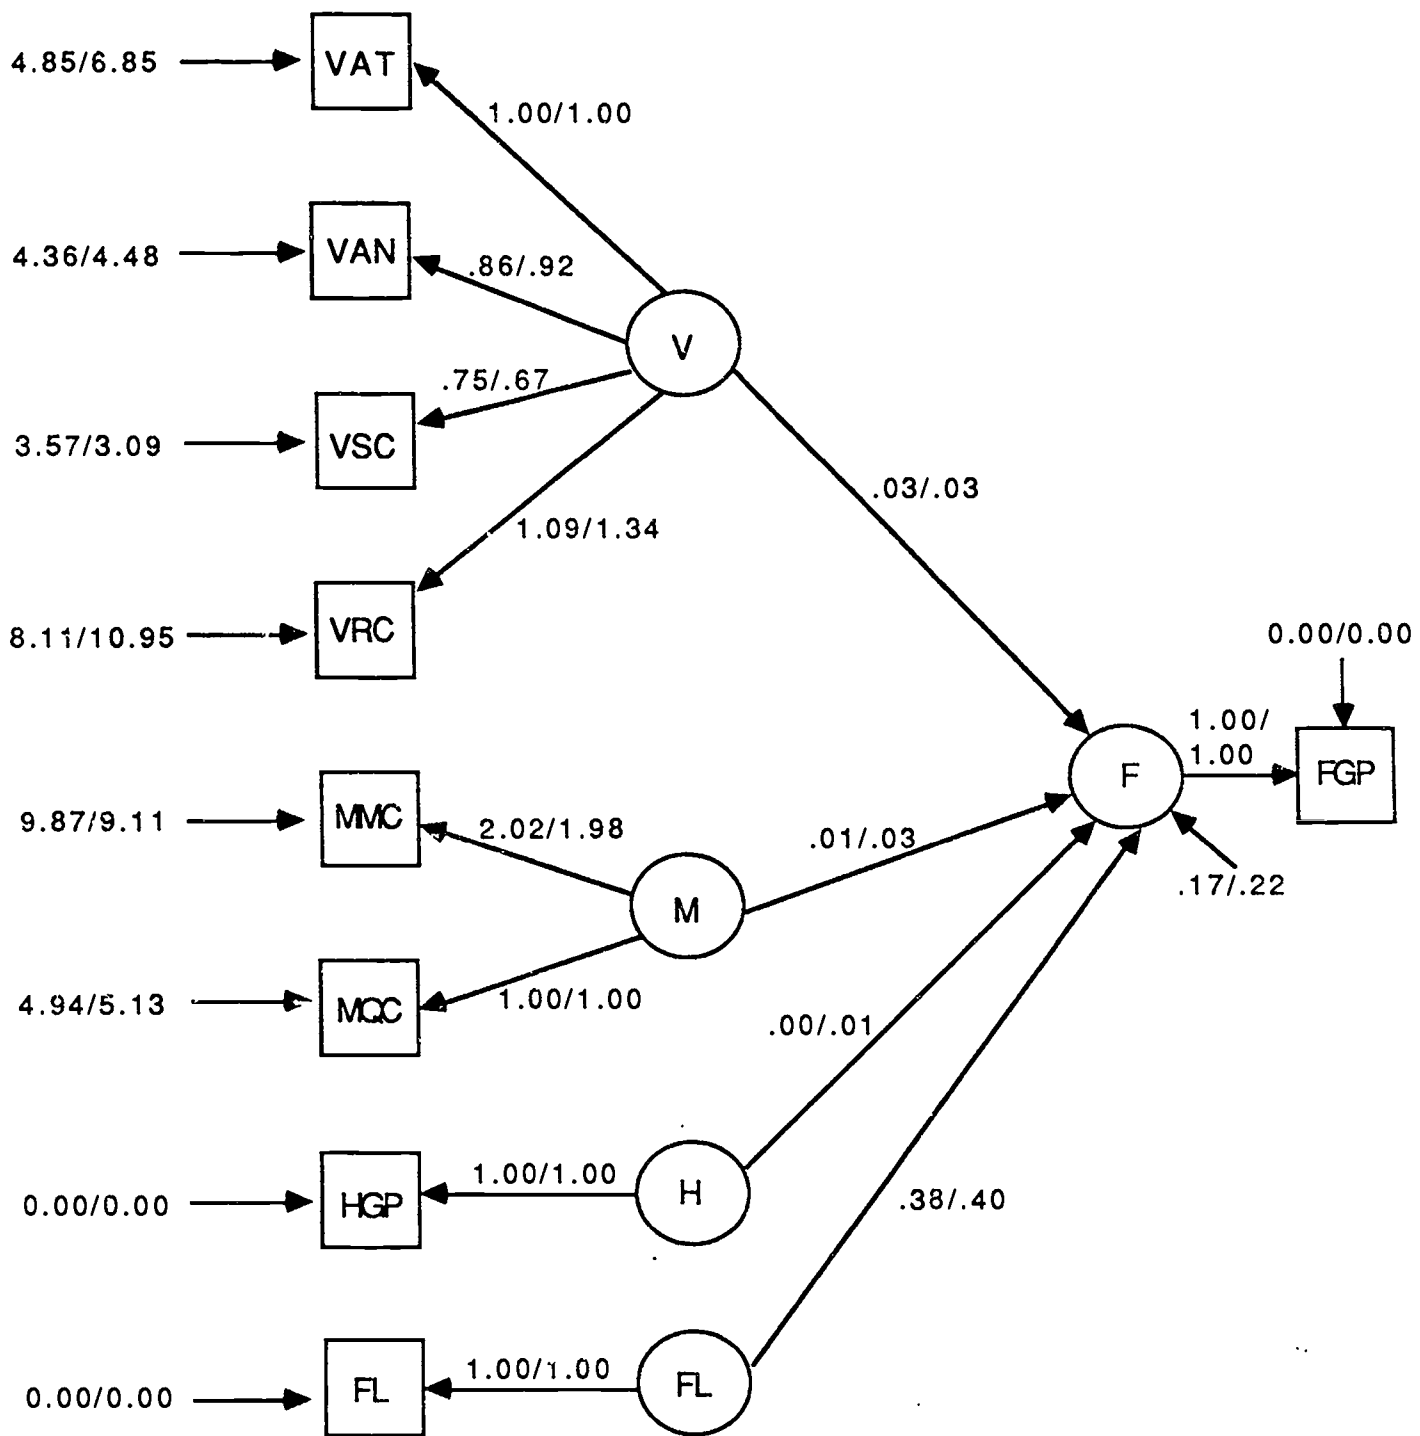 4.85/6.85
VAT
1.00/1.00
4.36/4.48
VAN
.86/.92
V
.75/.67
3.57/3.09
VSC
.03/.03
1.09/1.34
8.11/10.95
VRC
0.00/0.00
1.00/
1.00
F
FGP
9.87/9.11
MMC
2.02/1.98
.01/.03
.17/.22
M
4.94/5.13
MQC
1.00/1.00
.00/.01
0.00/0.00
HGP
1.00/1.00
H
.38/.40
0.00/0.00
FL
1.00/1.00
FL